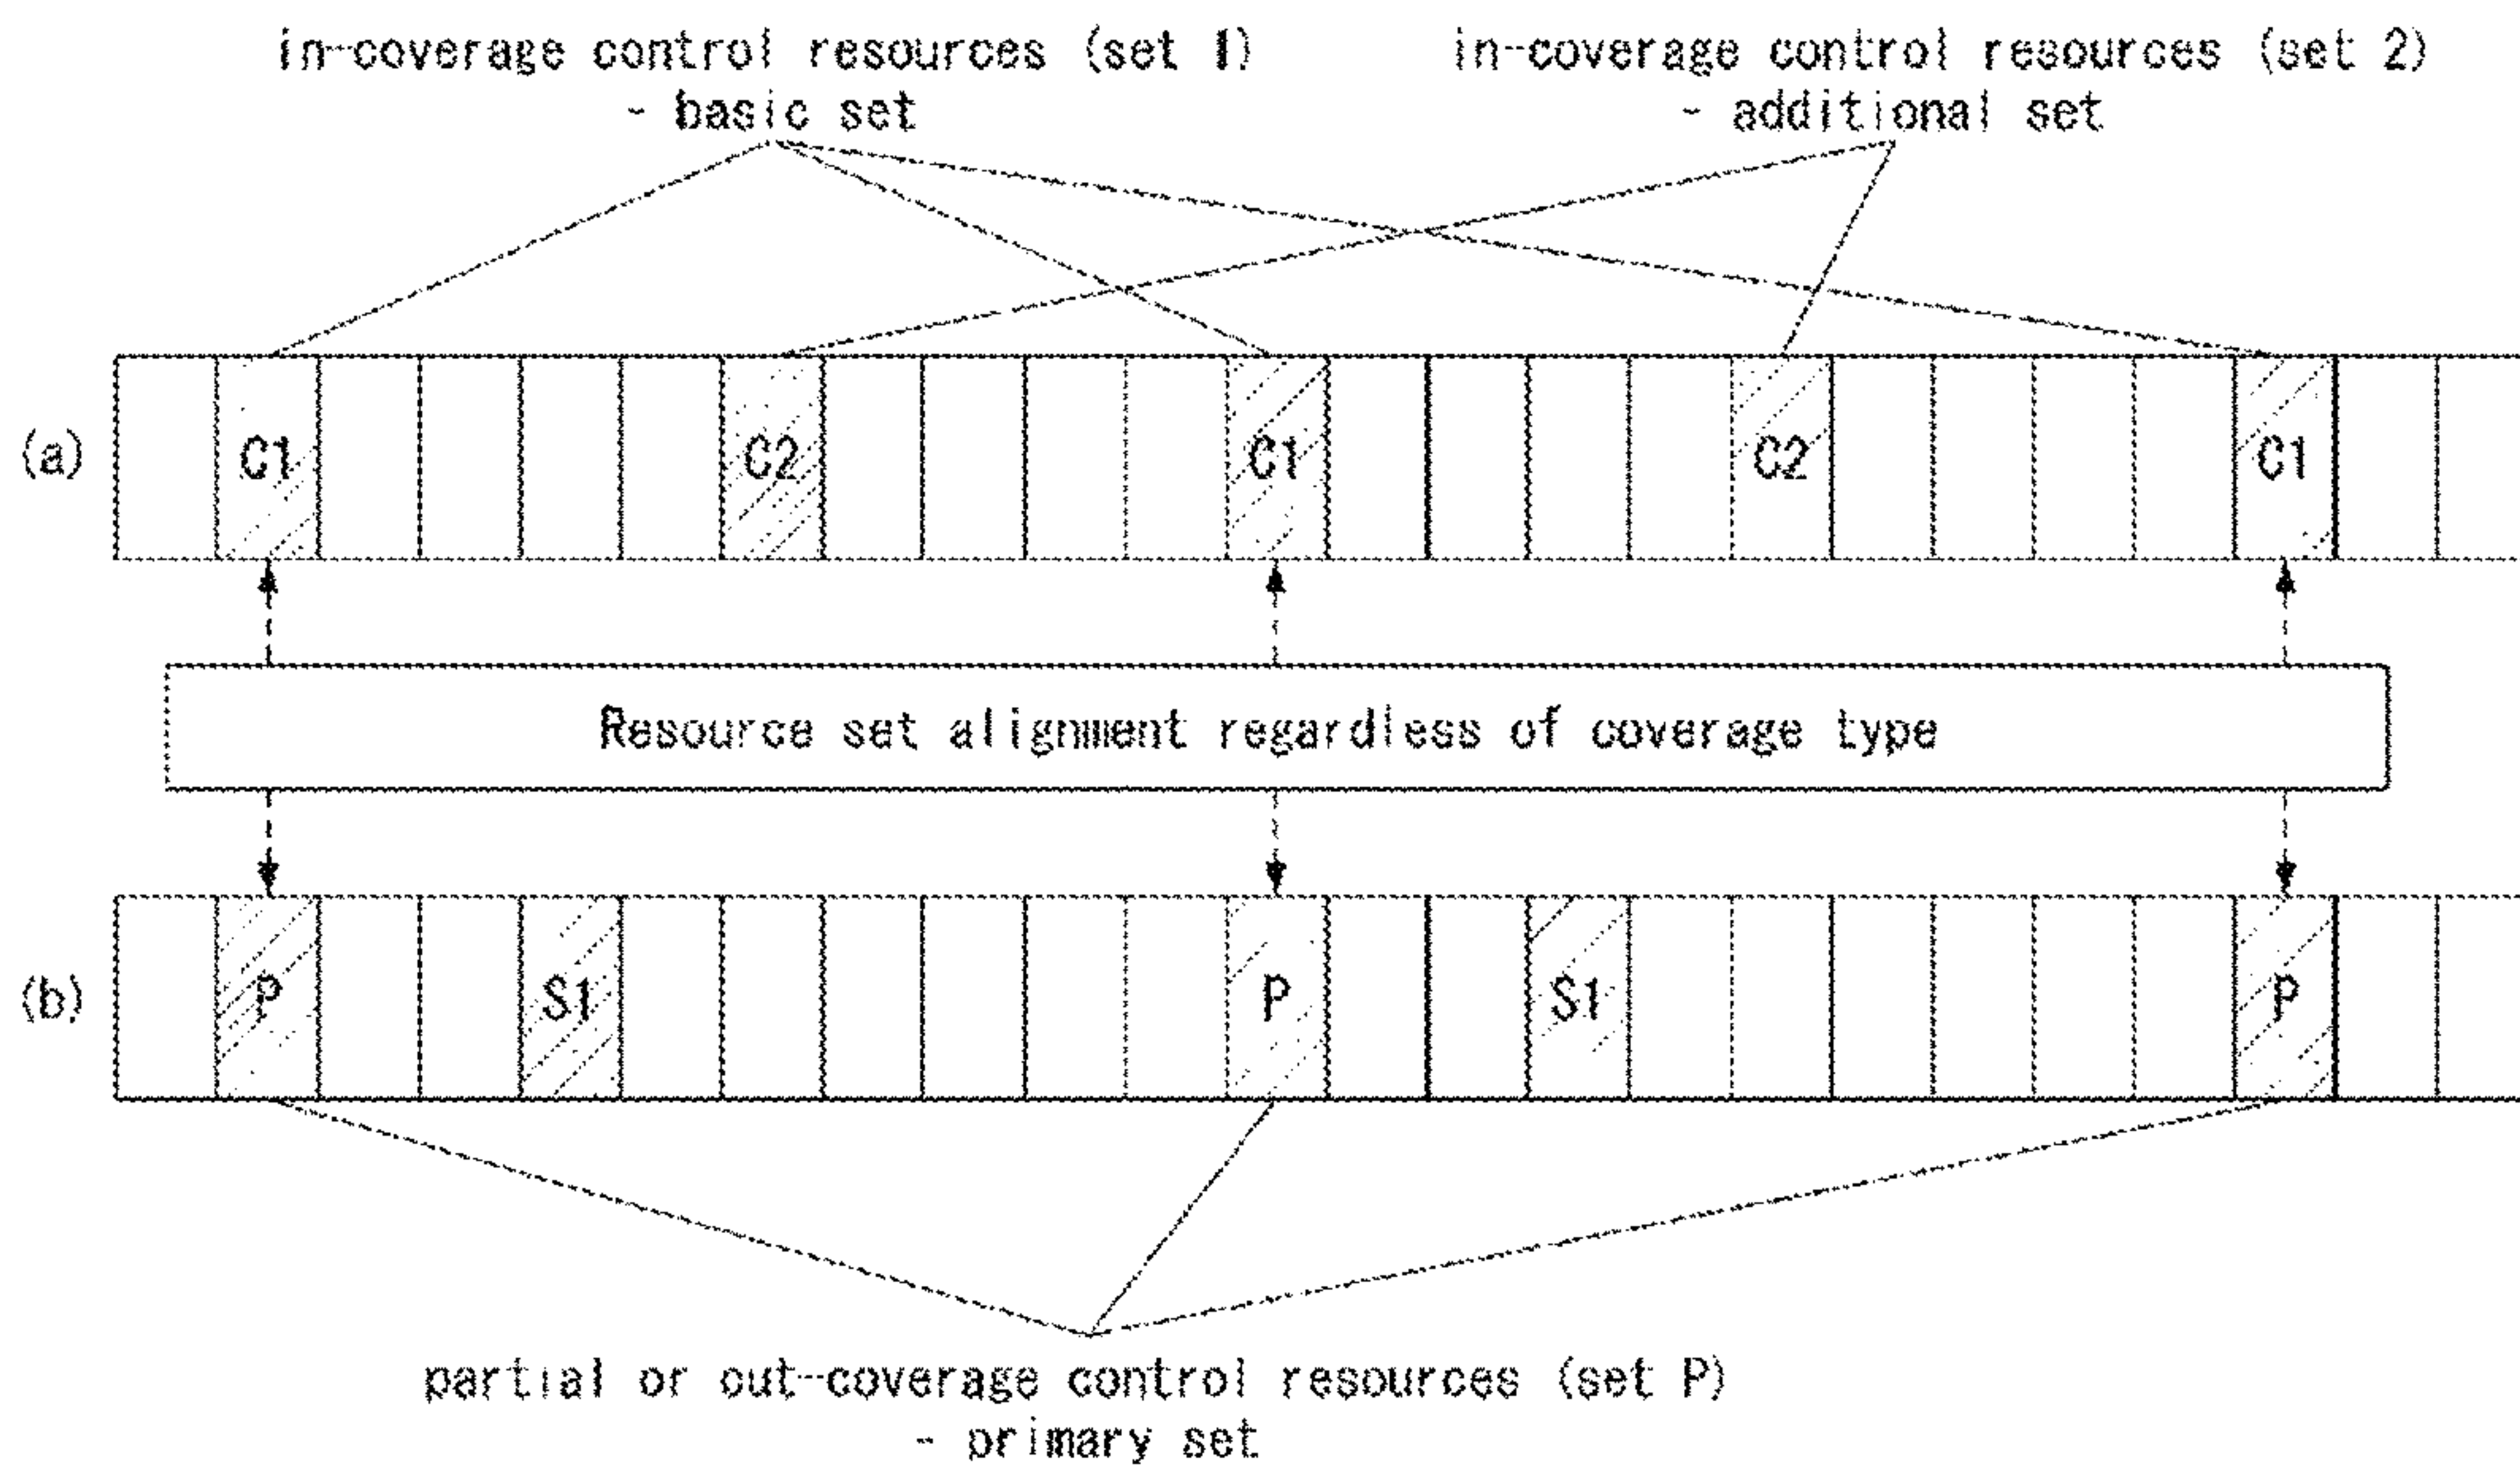 in-coverage control resources (set 1)
- basic set
in-coverage control resources (set 2)
- additional set
(a)
C1
C2
C1
C2
C1
Resource set alignment regardless of coverage type
(b)
P
S1
P
S1
P
partial or out-coverage control resources (set P)
- primary set